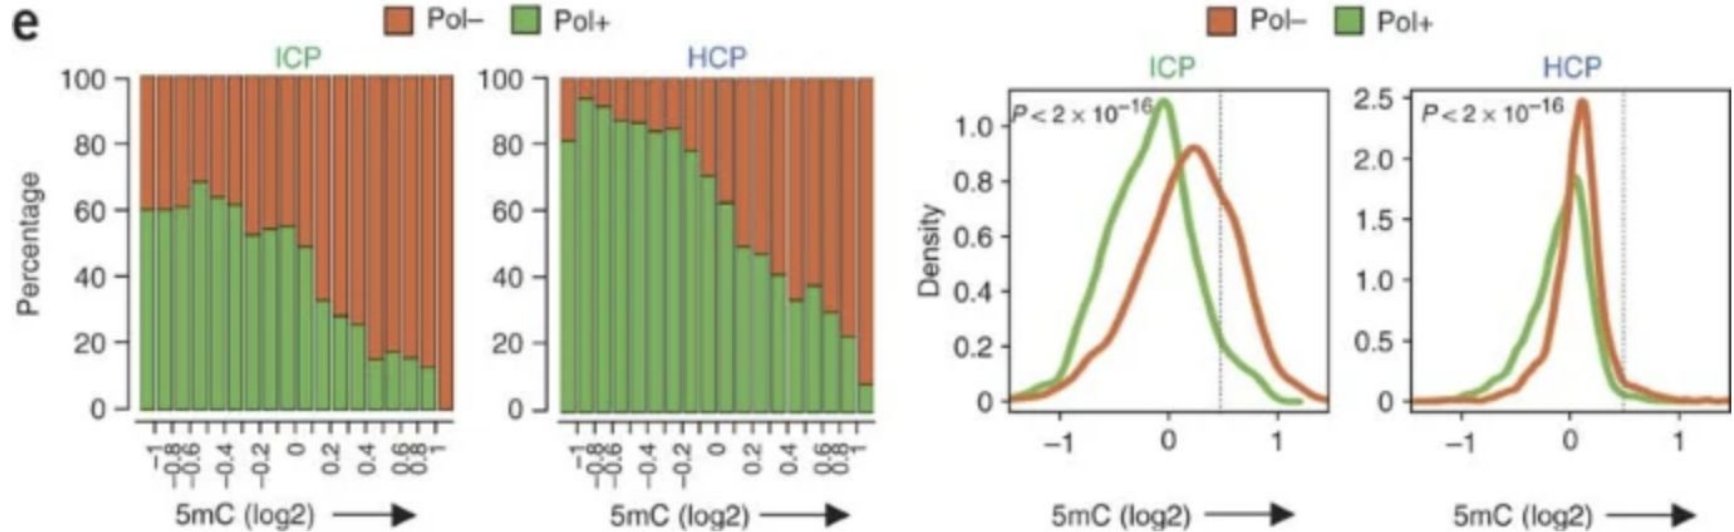 e
Pol– Pol+
Pol– Pol+
ICP
HCP
ICP
HCP
Percentage
100
80
60
40
20
0
–1 –0.8 –0.6 –0.4 –0.2 0 0.2 0.4 0.6 0.8 1
5mC (log2)
100
80
60
40
20
0
–1 –0.8 –0.6 –0.4 –0.2 0 0.2 0.4 0.6 0.8 1
5mC (log2)
Density
P < 2 × 10–16
1.0
0.8
0.6
0.4
0.2
0
–1 0 1
5mC (log2)
P < 2 × 10–16
2.5
2.0
1.5
1.0
0.5
0
–1 0 1
5mC (log2)